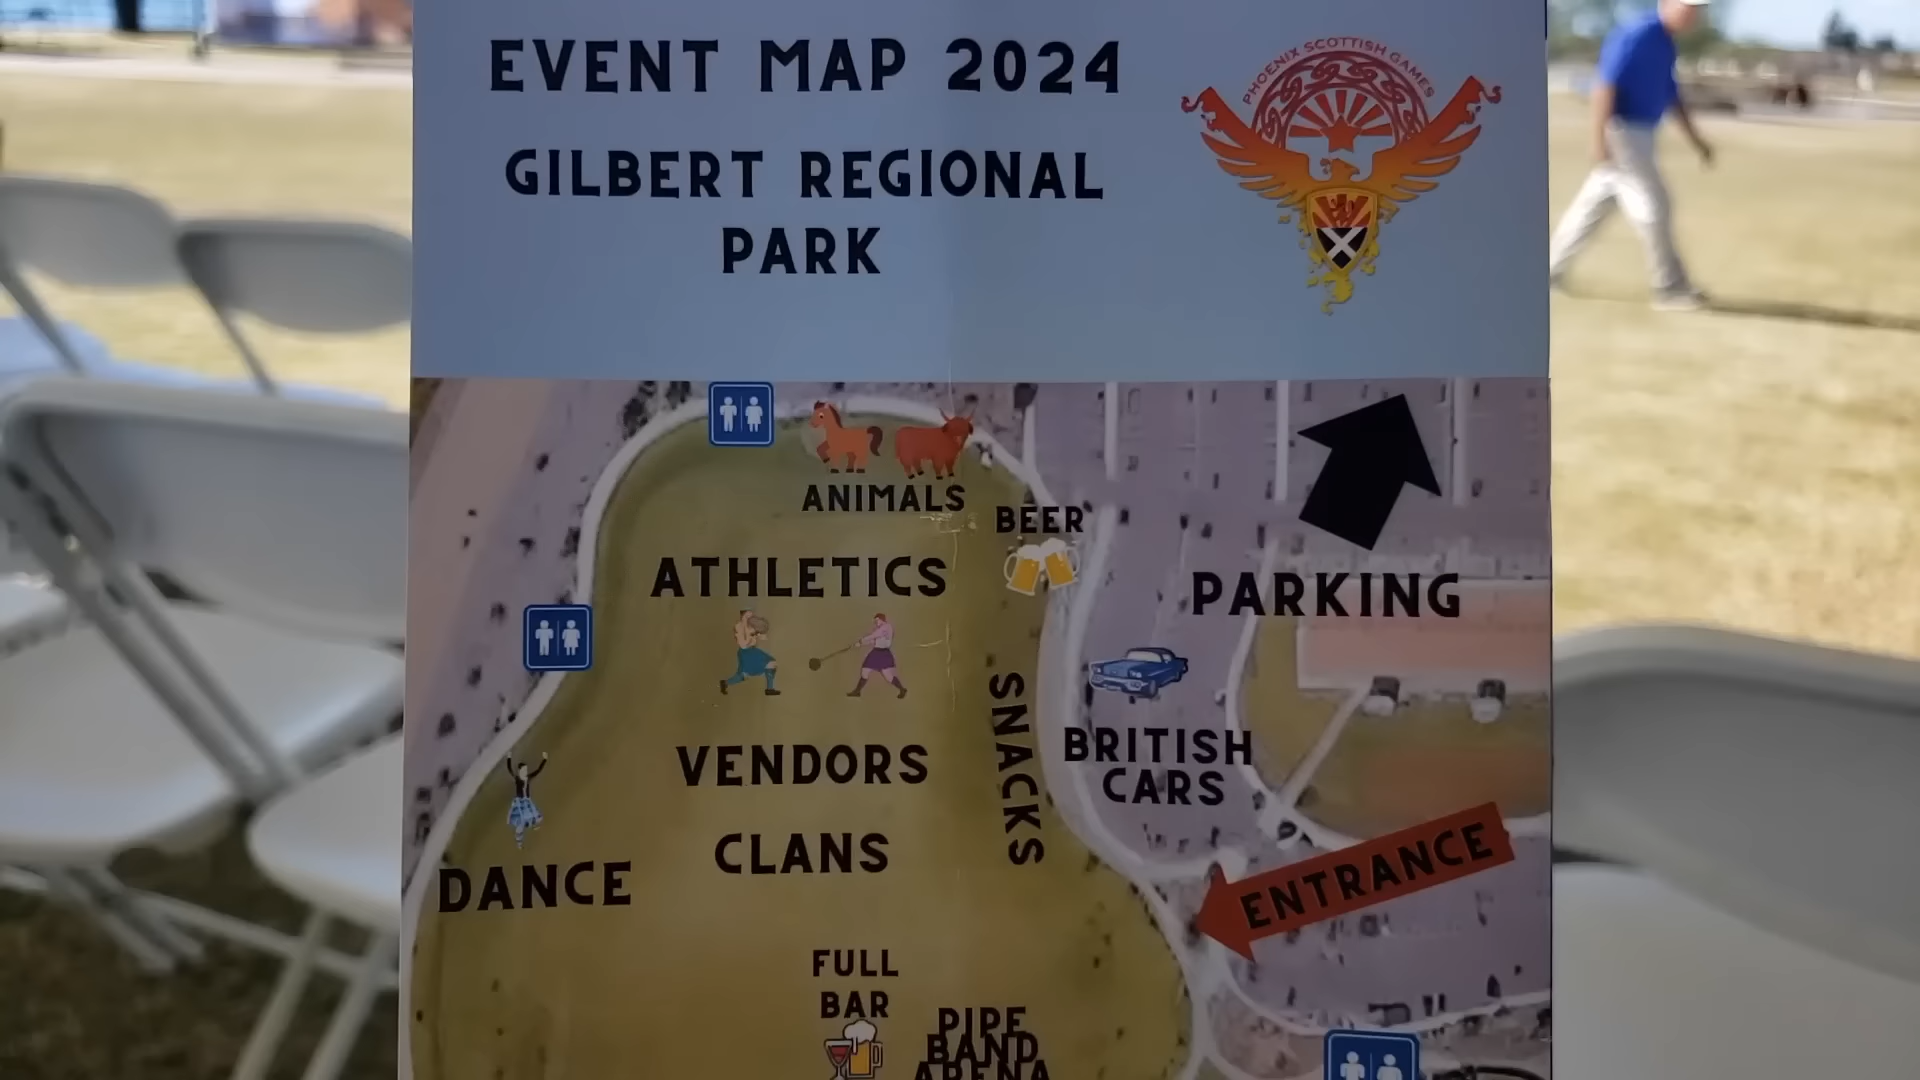 EVENT MAP 2024
PHOENIX SCOTTISH GAMES
GILBERT REGIONAL
PARK
ANIMALS
BEER
ATHLETICS
PARKING
SNACKS
VENDORS
BRITISH
CARS
CLANS
DANCE
ENTRANCE
FULL
BAR
PIPE
BAND
ARENA